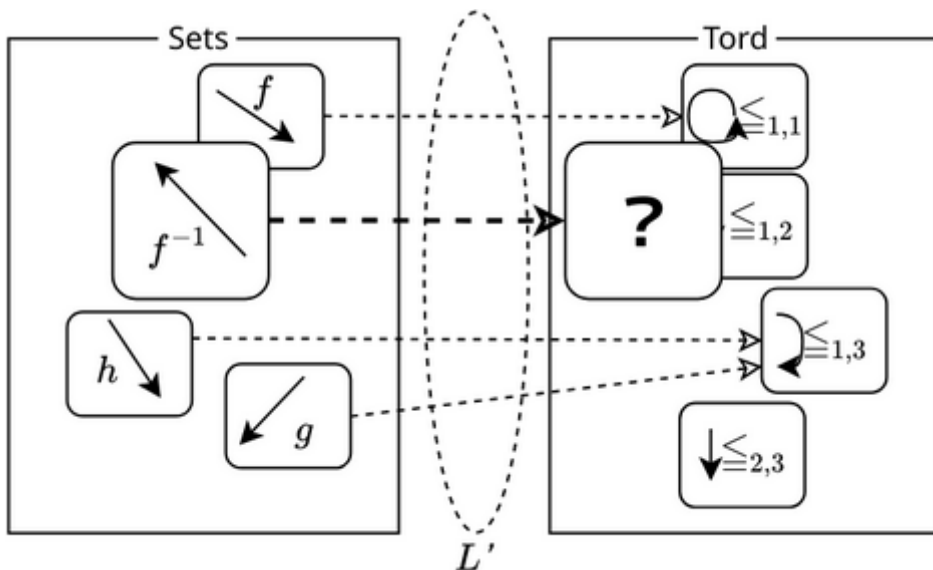 Sets
Tord
f
≦1,1
f⁻¹
?
≦1,2
h
≦1,3
g
≦2,3
L'